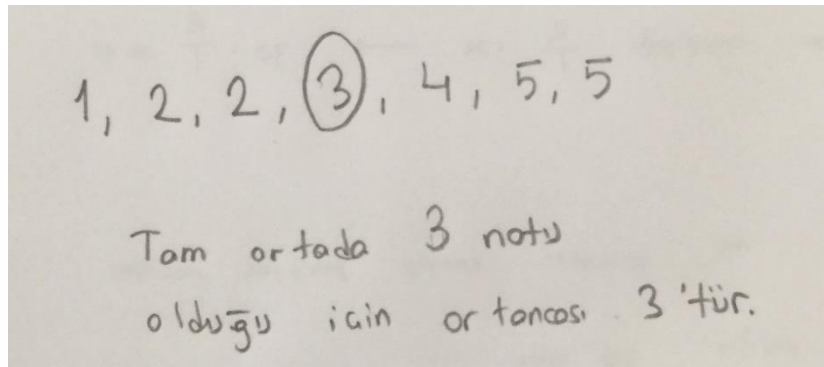 1, 2, 2, 3, 4, 5, 5
Tam ortada 3 notu
olduğu için ortancası 3'tür.